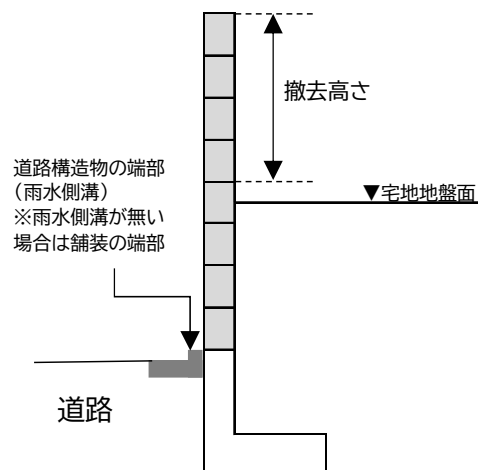 撤去高さ
▼宅地地盤面
道路構造物の端部
（雨水側溝）
※雨水側溝が無い
場合は舗装の端部
道路